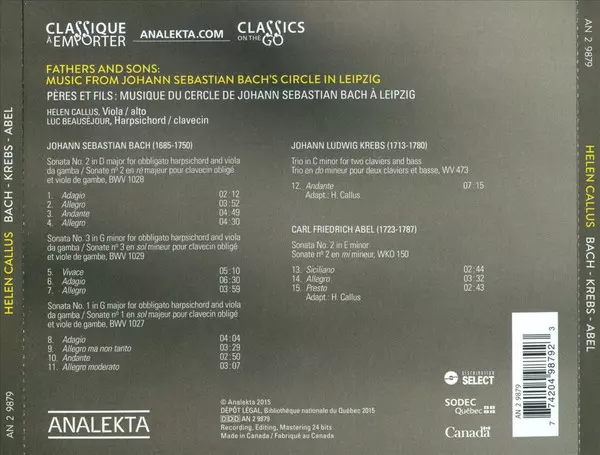 CLASSIQUE
À EMPORTER
ANALEKTA.COM
CLASSICS
ON THE GO
FATHERS AND SONS:
MUSIC FROM JOHANN SEBASTIAN BACH'S CIRCLE IN LEIPZIG
PÈRES ET FILS : MUSIQUE DU CERCLE DE JOHANN SEBASTIAN BACH À LEIPZIG
HELEN CALLUS, Viola / alto
LUC BEAUSÉJOUR, Harpsichord / clavecin
JOHANN SEBASTIAN BACH (1685-1750)
Sonata No. 2 in D major for obbligato harpsichord and viola
da gamba / Sonate nº 2 en ré majeur pour clavecin obligé
et viole de gambe, BWV 1028
1. Adagio 02:12
2. Allegro 03:52
3. Andante 04:49
4. Allegro 04:30
Sonata No. 3 in G minor for obbligato harpsichord and viola
da gamba / Sonate nº 3 en sol mineur pour clavecin obligé
et viole de gambe, BWV 1029
5. Vivace 05:10
6. Adagio 06:30
7. Allegro 03:59
Sonata No. 1 in G major for obbligato harpsichord and viola
da gamba / Sonate nº 1 en sol majeur pour clavecin obligé
et viole de gambe, BWV 1027
8. Adagio 04:04
9. Allegro ma non tanto 03:29
10. Andante 02:50
11. Allegro moderato 03:07
JOHANN LUDWIG KREBS (1713-1780)
Trio in C minor for two claviers and bass
Trio en do mineur pour deux claviers et basse, WV 473
12. Andante 07:15
Adapt.: H. Callus
CARL FRIEDRICH ABEL (1723-1787)
Sonata No. 2 in E minor
Sonate nº 2 en mi mineur, WKO 150
13. Siciliano 02:44
14. Allegro 03:32
15. Presto 02:43
Adapt.: H. Callus
ANALEKTA
© Analekta 2015
DÉPÔT LÉGAL, Bibliothèque nationale du Québec 2015
DDD AN 2 9879
Recording, Editing, Mastering 24 bits
Made in Canada / Fabriqué au Canada
DISTRIBUTION
SELECT
SODEC
Québec
Canada
7 74204 98792 3
AN 2 9879
AN 2 9879 HELEN CALLUS BACH - KREBS - ABEL
AN 2 9879 HELEN CALLUS BACH - KREBS - ABEL AN 2 9879